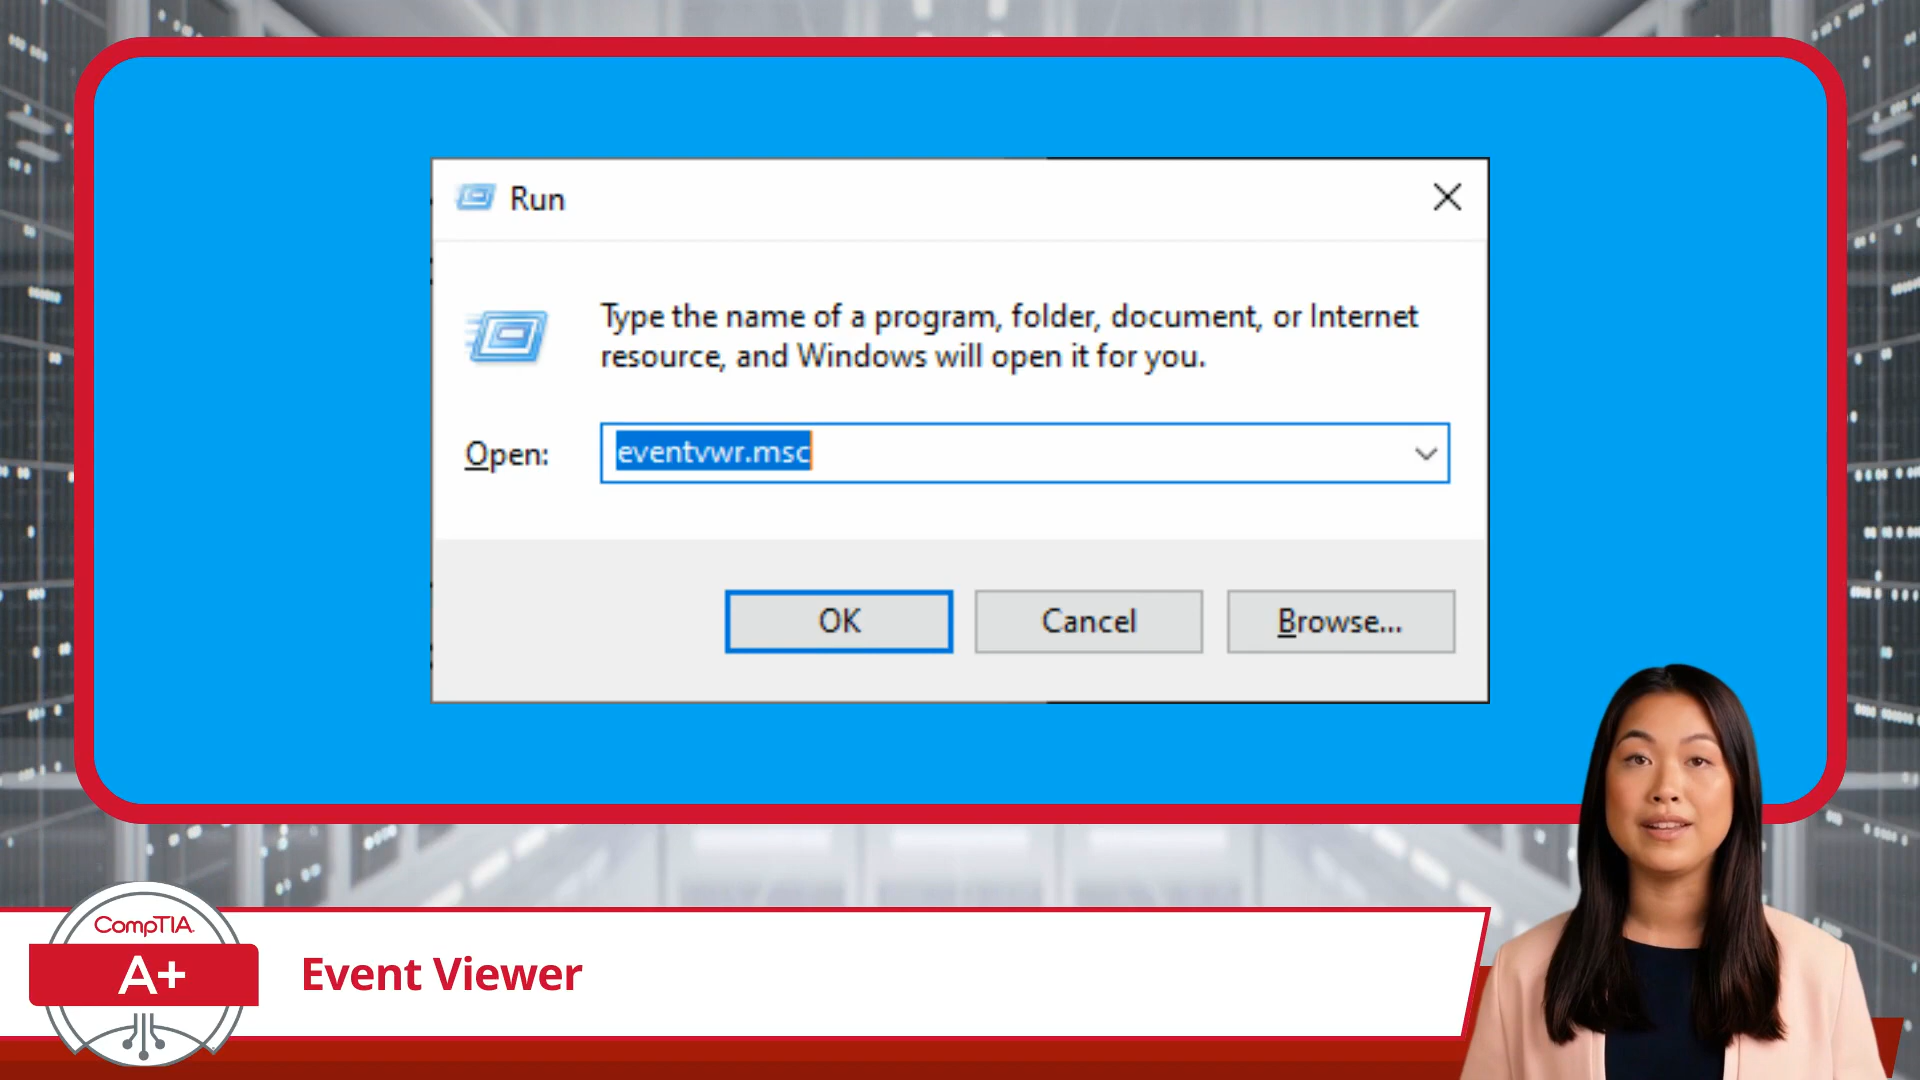 Run
Type the name of a program, folder, document, or Internet
resource, and Windows will open it for you.
Open:
eventvwr.msc
OK
Cancel
Browse...
CompTIA.
A+
Event Viewer